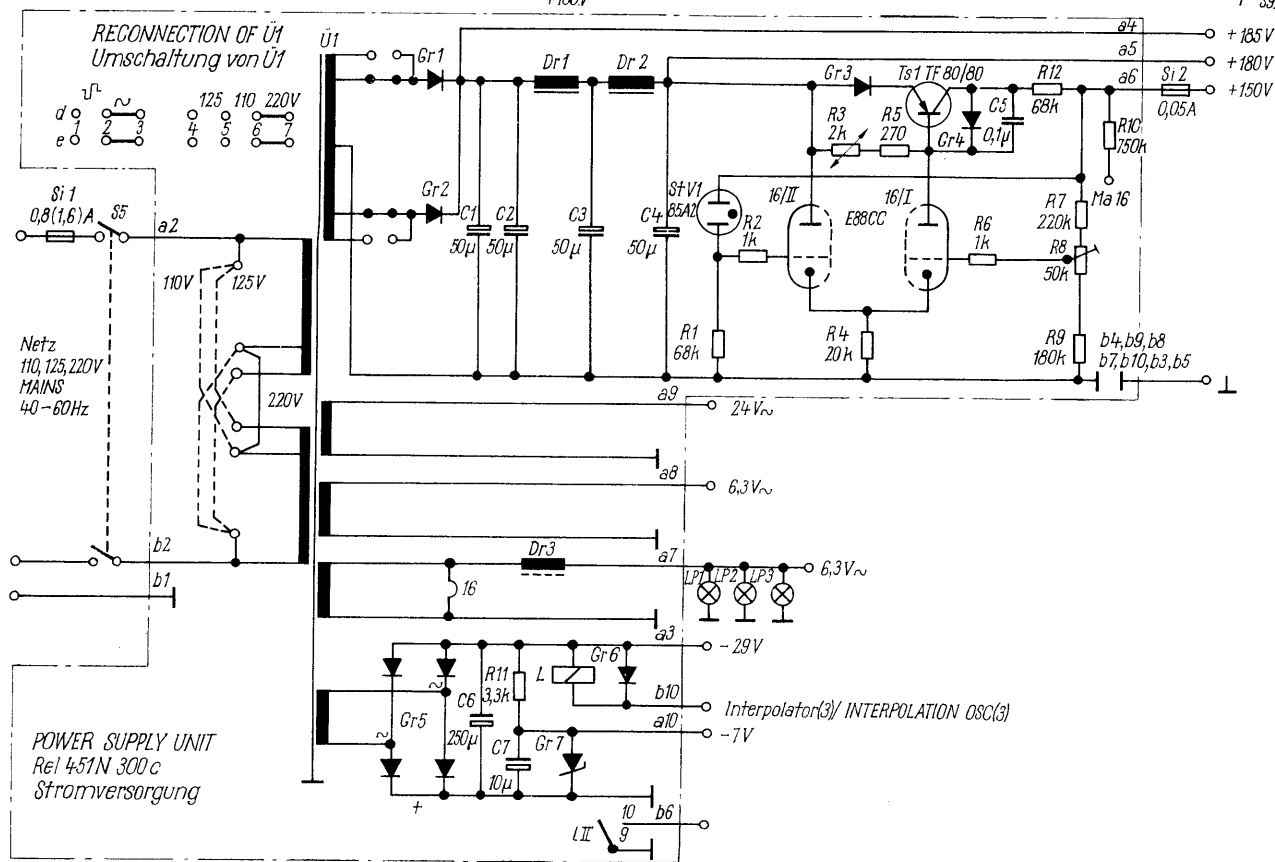 RECONNECTION OF Ü1
Umschaltung von Ü1
Ü1
d
e
1 2 3
125 110 220V
4 5 6 7
Gr1
Dr1
Dr2
Gr3
Ts1 TF 80/80
R12
68k
a4
+185V
a5
+180V
a6
Si2
0,05A
+150V
R3
2k
R5
270
Gr4
C5
0,1µ
R10
750k
Ma 16
Gr2
C1
50µ
C2
50µ
C3
50µ
C4
50µ
StV1
85A2
R2
1k
16/II
E88CC
16/I
R6
1k
R7
220k
R8
50k
R1
68k
R4
20k
R9
180k
b4, b9, b8
b7, b10, b3, b5
Si1
0,8(1,6)A
S5
a2
110V
125V
220V
Netz
110, 125, 220V
MAINS
40-60Hz
b2
b1
a9
24V~
a8
6,3V~
Dr3
a7
16
LP1
LP2
LP3
6,3V~
a3
-29V
Gr5
~
~
+
C6
250µ
R11
3,3k
L
Gr6
b10
Interpolator(3)/ INTERPOLATION OSC(3)
a10
-7V
C7
10µ
Gr7
LII
10
9
b6
POWER SUPPLY UNIT
Rel 451N 300c
Stromversorgung